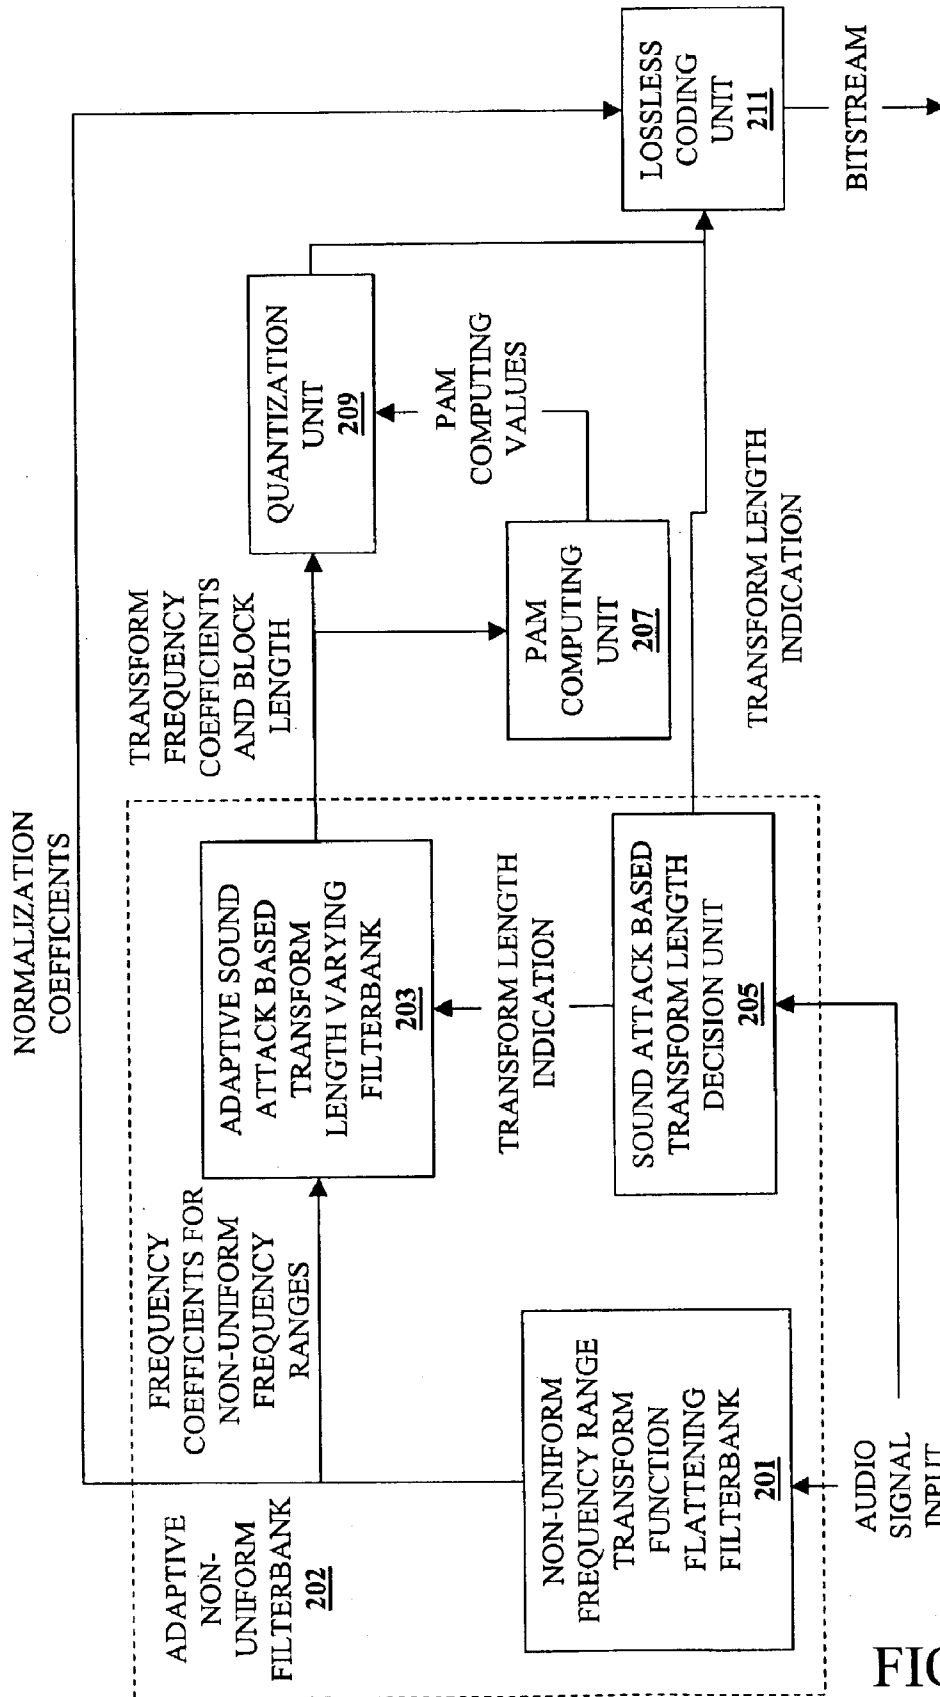 NORMALIZATION
COEFFICIENTS
ADAPTIVE
NON-
UNIFORM
FILTERBANK
202
FREQUENCY
COEFFICIENTS FOR
NON-UNIFORM
FREQUENCY
RANGES
TRANSFORM
FREQUENCY
COEFFICIENTS
AND BLOCK
LENGTH
ADAPTIVE SOUND
ATTACK BASED
TRANSFORM
LENGTH VARYING
FILTERBANK
203
QUANTIZATION
UNIT
209
PAM
COMPUTING
VALUES
LOSSLESS
CODING
UNIT
211
BITSTREAM
NON-UNIFORM
FREQUENCY RANGE
TRANSFORM
FUNCTION
FLATTENING
FILTERBANK
201
TRANSFORM LENGTH
INDICATION
PAM
COMPUTING
UNIT
207
SOUND ATTACK BASED
TRANSFORM LENGTH
DECISION UNIT
205
TRANSFORM LENGTH
INDICATION
AUDIO
SIGNAL
INPUT